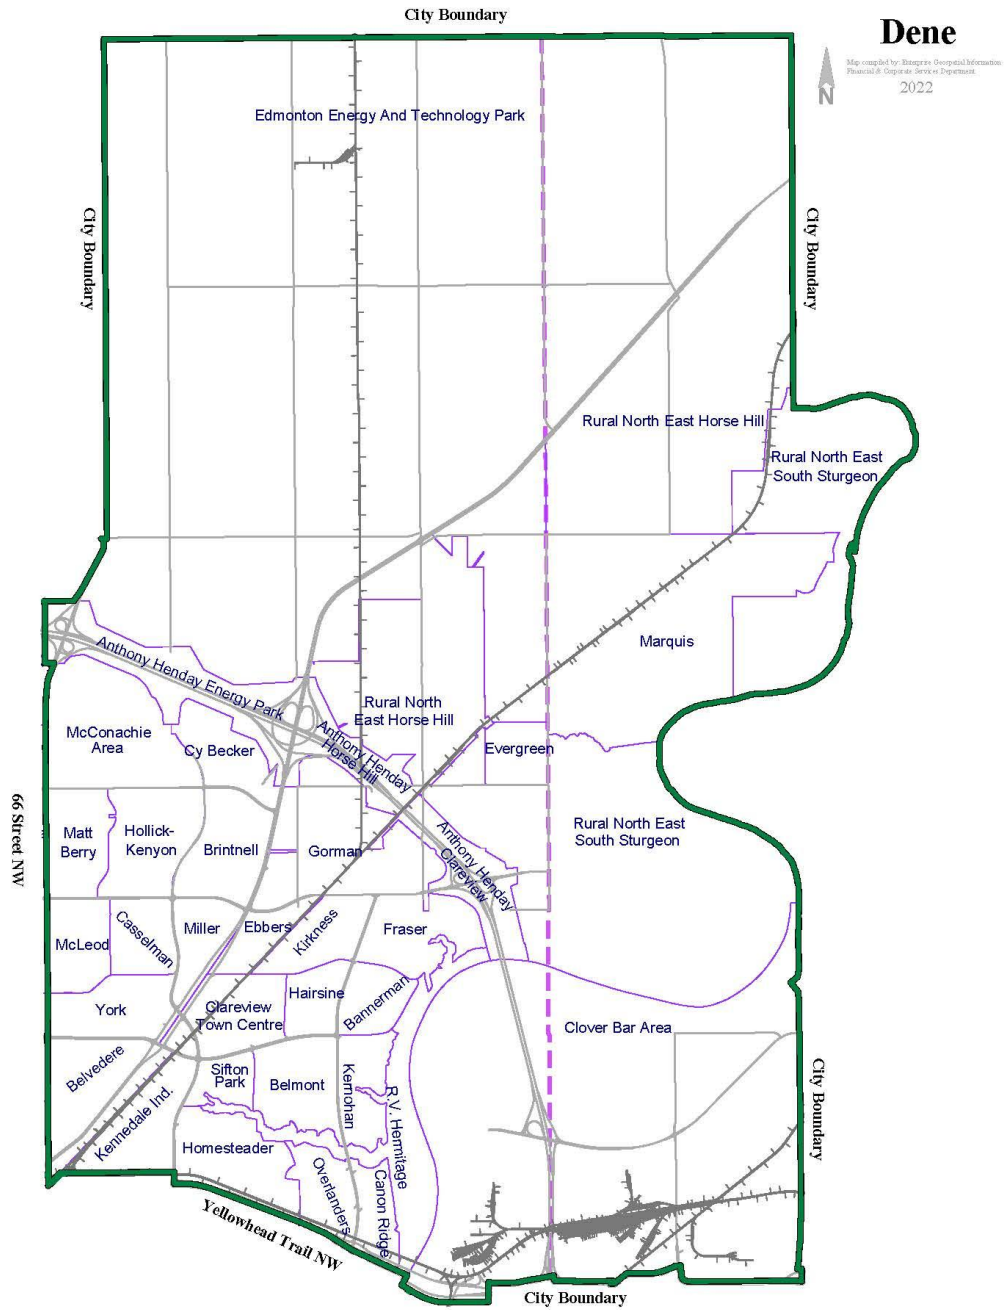 City Boundary
Dene
Map compiled by: Enterprise Geospatial Information
Financial & Corporate Services Department
2022
N
Edmonton Energy And Technology Park
City Boundary
City Boundary
Rural North East Horse Hill
Rural North East
South Sturgeon
Anthony Henday Energy Park
Marquis
Rural North
East Horse Hill
McConachie
Area
Cy Becker
Anthony Henday
Horse Hill
Evergreen
66 Street NW
Matt
Berry
Hollick-
Kenyon
Brintnell
Gorman
Rural North East
South Sturgeon
Anthony Henday
Clareview
McLeod
Casselman
Miller
Ebbers
Kirkness
Fraser
York
Clareview
Town Centre
Hairsine
Bannerman
Clover Bar Area
Belvedere
Kennedale Ind.
Sifton
Park
Belmont
Kernohan
R.V. Hermitage
City Boundary
Homesteader
Overlanders
Canon Ridge
Yellowhead Trail NW
City Boundary